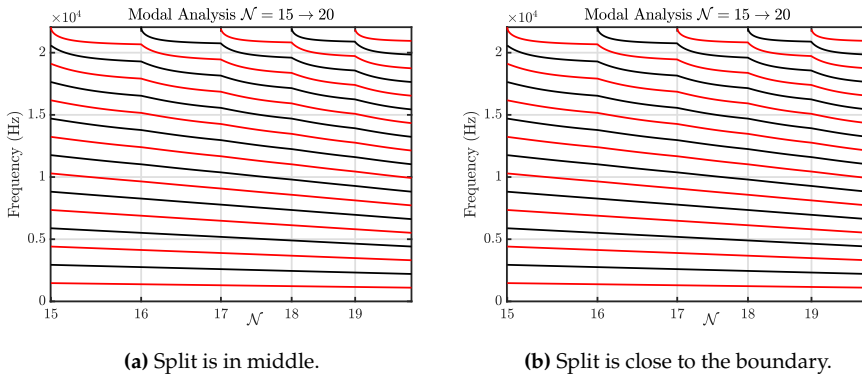 ×10⁴ Modal Analysis 𝒩 = 15 → 20
2
1.5
1
0.5
0
Frequency (Hz)
15 16 17 18 19
𝒩
(a) Split is in middle.
×10⁴ Modal Analysis 𝒩 = 15 → 20
2
1.5
1
0.5
0
Frequency (Hz)
15 16 17 18 19
𝒩
(b) Split is close to the boundary.